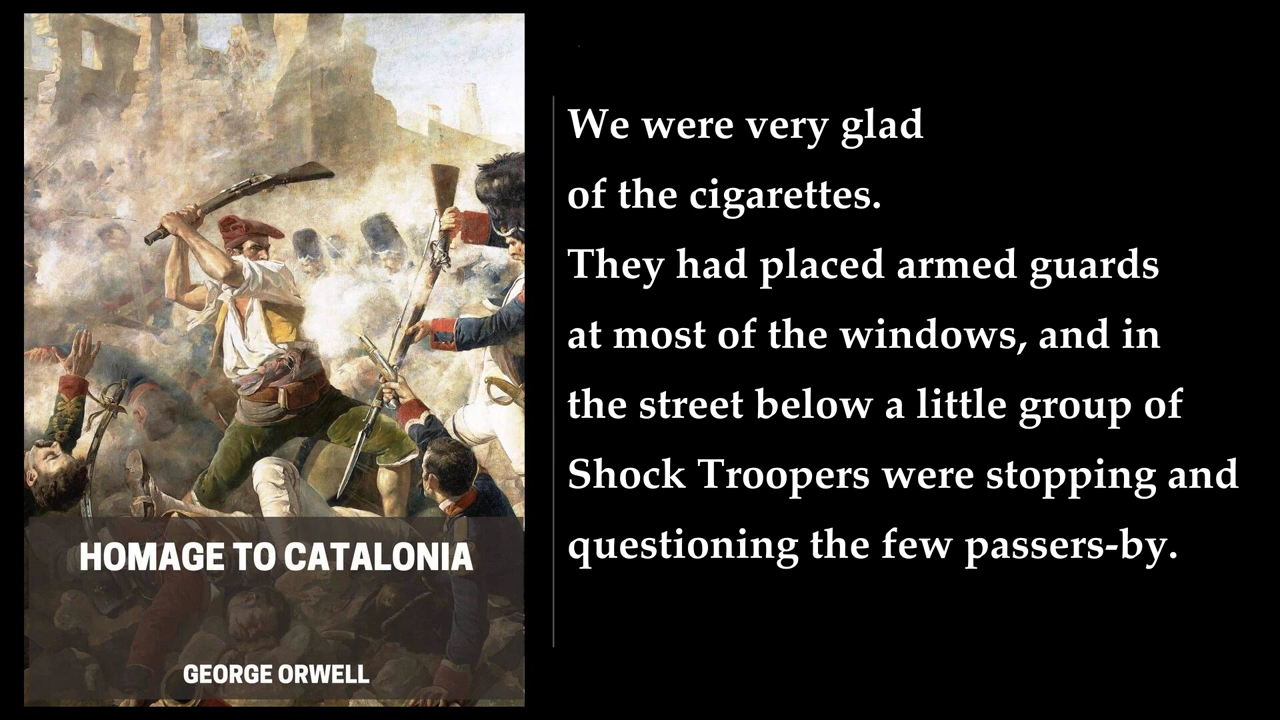 HOMAGE TO CATALONIA
GEORGE ORWELL
We were very glad
of the cigarettes.
They had placed armed guards
at most of the windows, and in
the street below a little group of
Shock Troopers were stopping and
questioning the few passers-by.